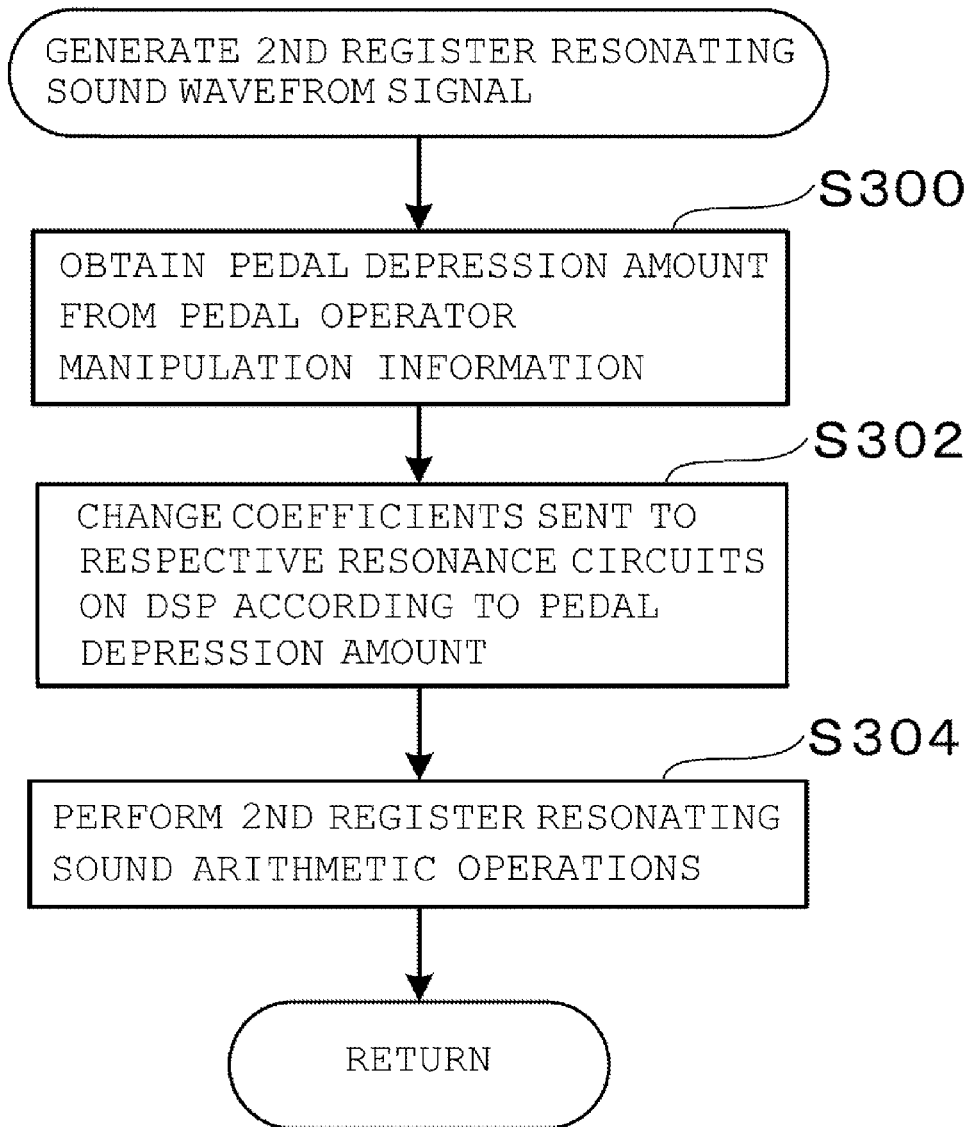 GENERATE 2ND REGISTER RESONATING
SOUND WAVEFROM SIGNAL
S300
OBTAIN PEDAL DEPRESSION AMOUNT
FROM PEDAL OPERATOR
MANIPULATION INFORMATION
S302
CHANGE COEFFICIENTS SENT TO
RESPECTIVE RESONANCE CIRCUITS
ON DSP ACCORDING TO PEDAL
DEPRESSION AMOUNT
S304
PERFORM 2ND REGISTER RESONATING
SOUND ARITHMETIC OPERATIONS
RETURN